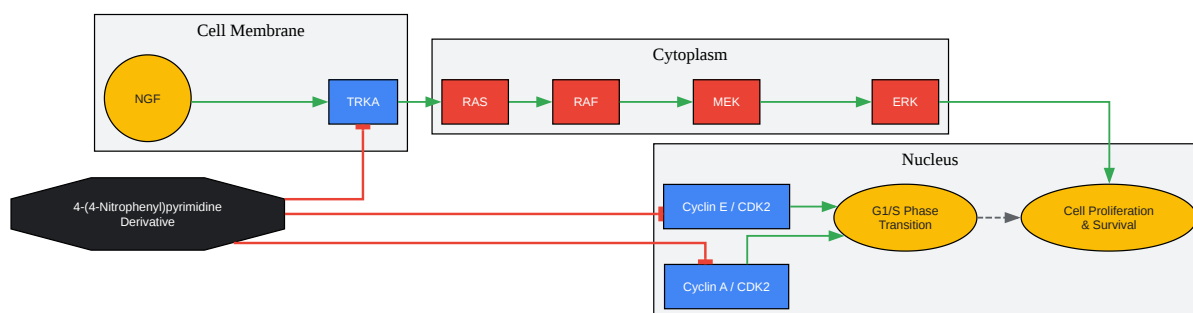 Cell Membrane
NGF
TRKA
Cytoplasm
RAS
RAF
MEK
ERK
4-(4-Nitrophenyl)pyrimidine
Derivative
Nucleus
Cyclin E / CDK2
G1/S Phase
Transition
Cell Proliferation
& Survival
Cyclin A / CDK2